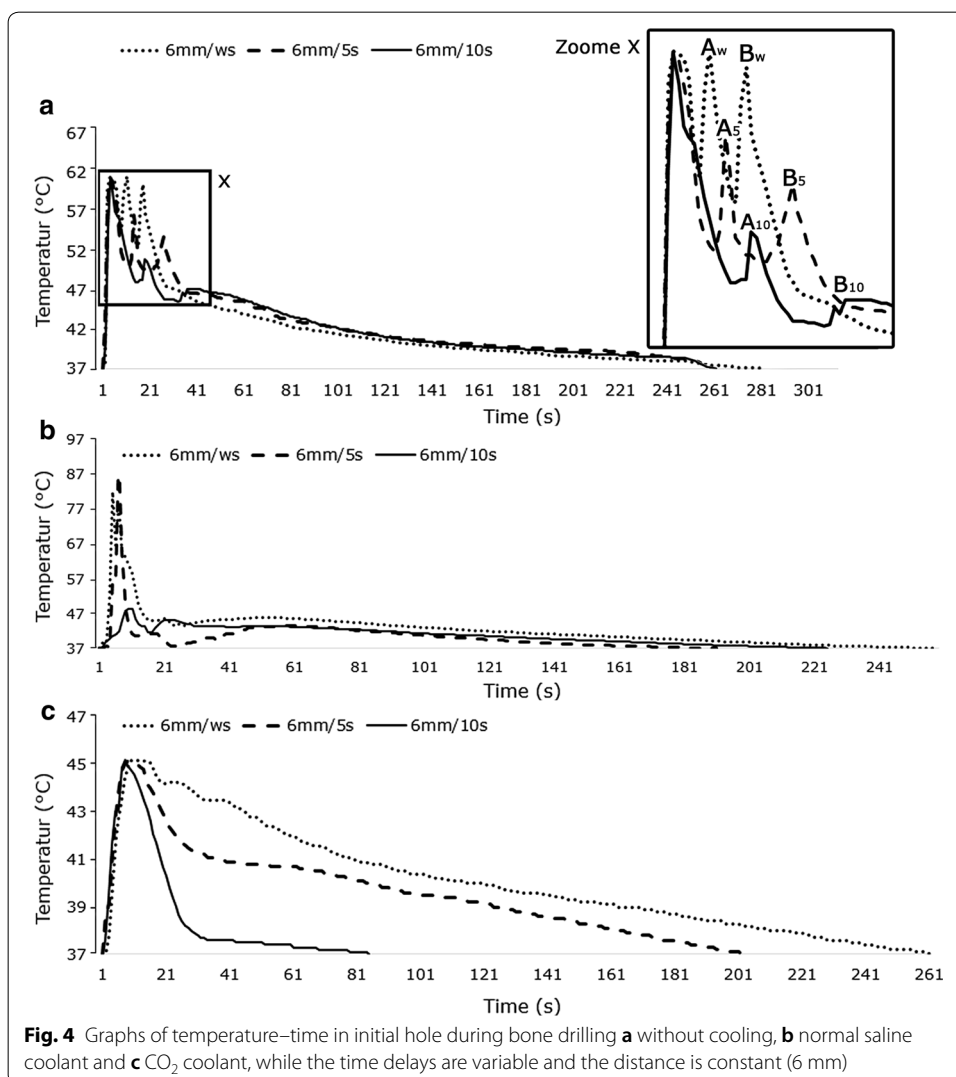 6mm/ws 6mm/5s 6mm/10s
Zoome X
Aw Bw
A5
B5
A10
B10
a
X
Temperatur (°C)
67
62
57
52
47
42
37
1 21 41 61 81 101 121 141 161 181 201 221 241 261 281 301
Time (s)
b
6mm/ws 6mm/5s 6mm/10s
Temperatur (°C)
97
87
77
67
57
47
37
1 21 41 61 81 101 121 141 161 181 201 221 241
Time (s)
c
6mm/ws 6mm/5s 6mm/10s
Temperatur (°C)
47
45
43
41
39
37
1 21 41 61 81 101 121 141 161 181 201 221 241 261
Time (s)
Fig. 4 Graphs of temperature–time in initial hole during bone drilling a without cooling, b normal saline
coolant and c CO2 coolant, while the time delays are variable and the distance is constant (6 mm)